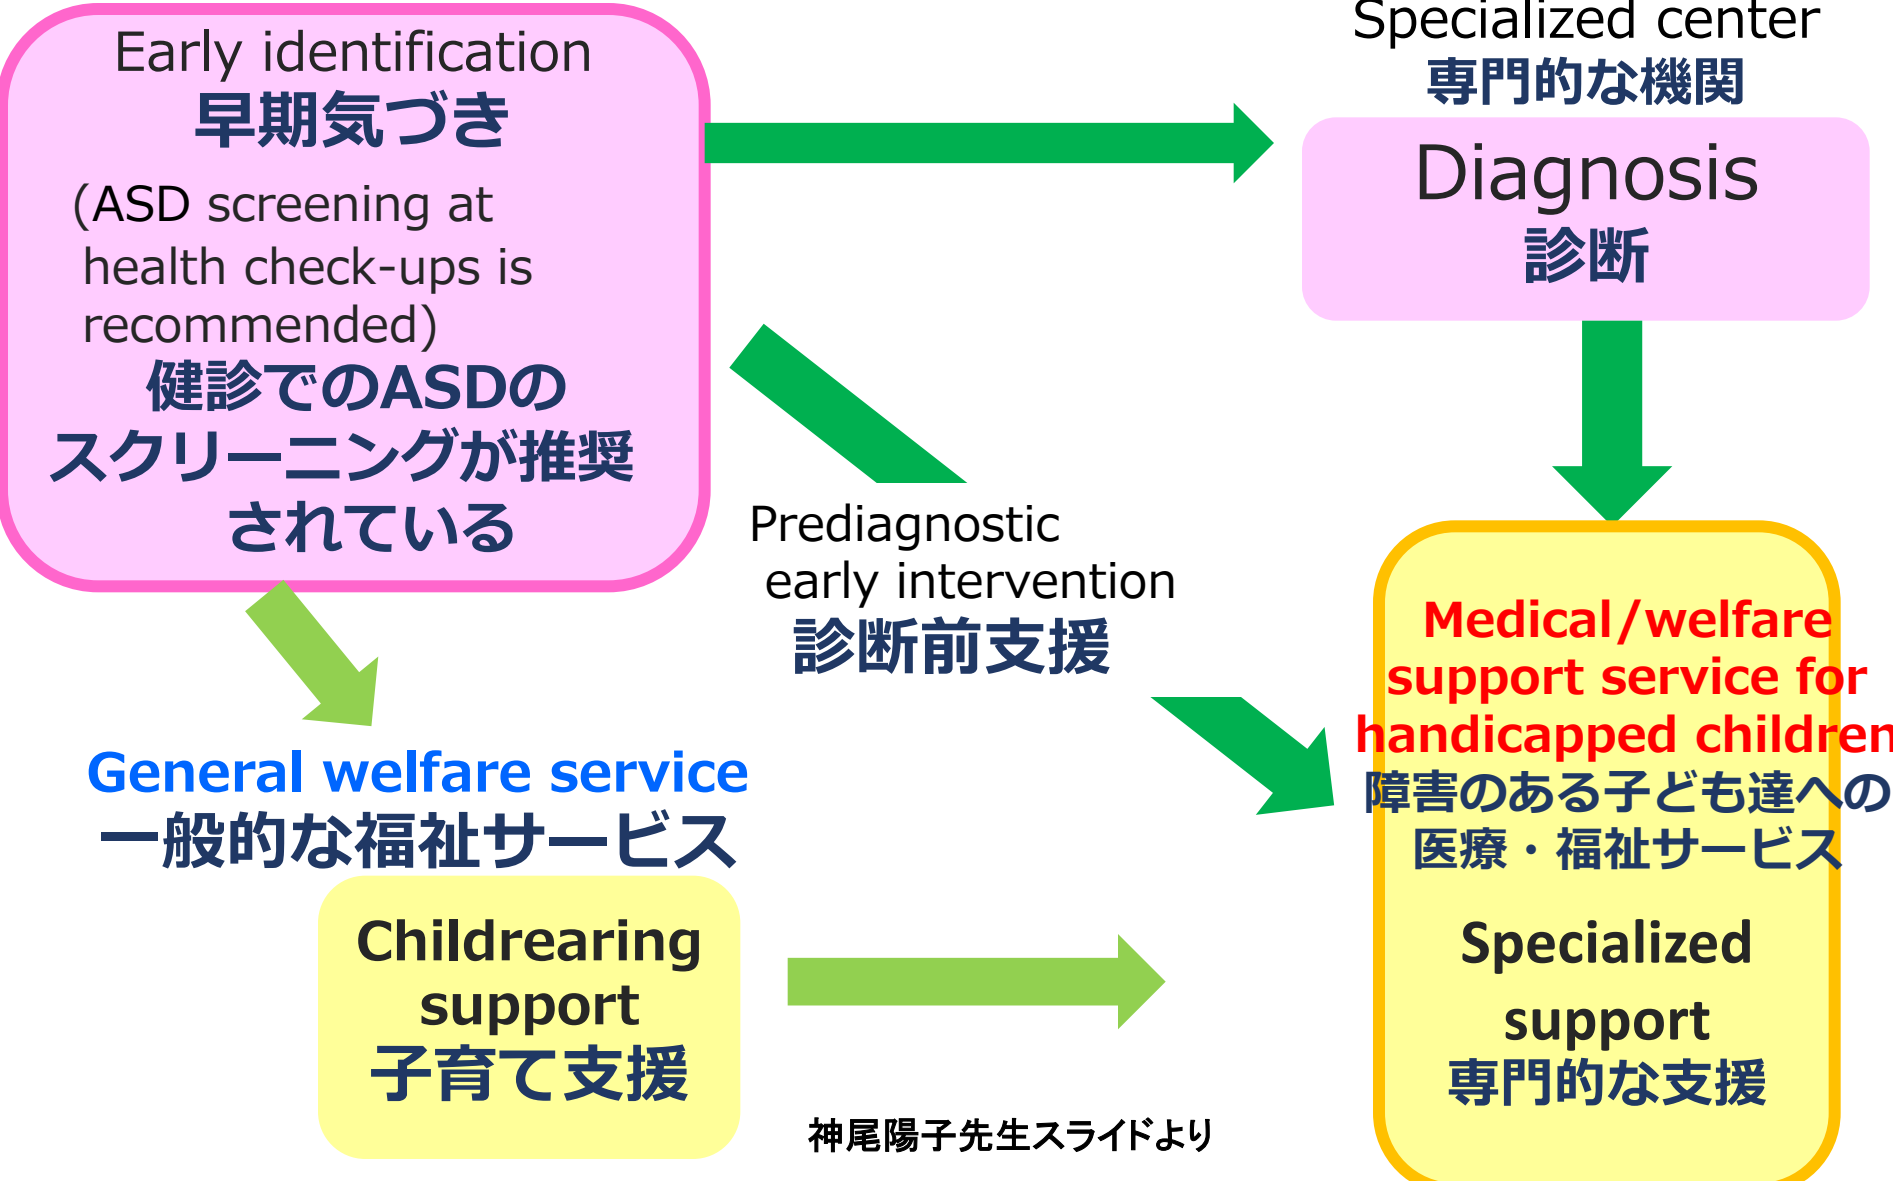 Early identification
早期気づき
(ASD screening at
health check-ups is
recommended)
健診でのASDの
スクリーニングが推奨
されている
Specialized center
専門的な機関
Diagnosis
診断
Prediagnostic
early intervention
診断前支援
General welfare service
一般的な福祉サービス
Childrearing
support
子育て支援
Medical/welfare
support service for
handicapped children
障害のある子ども達への
医療・福祉サービス
Specialized
support
専門的な支援
神尾陽子先生スライドより